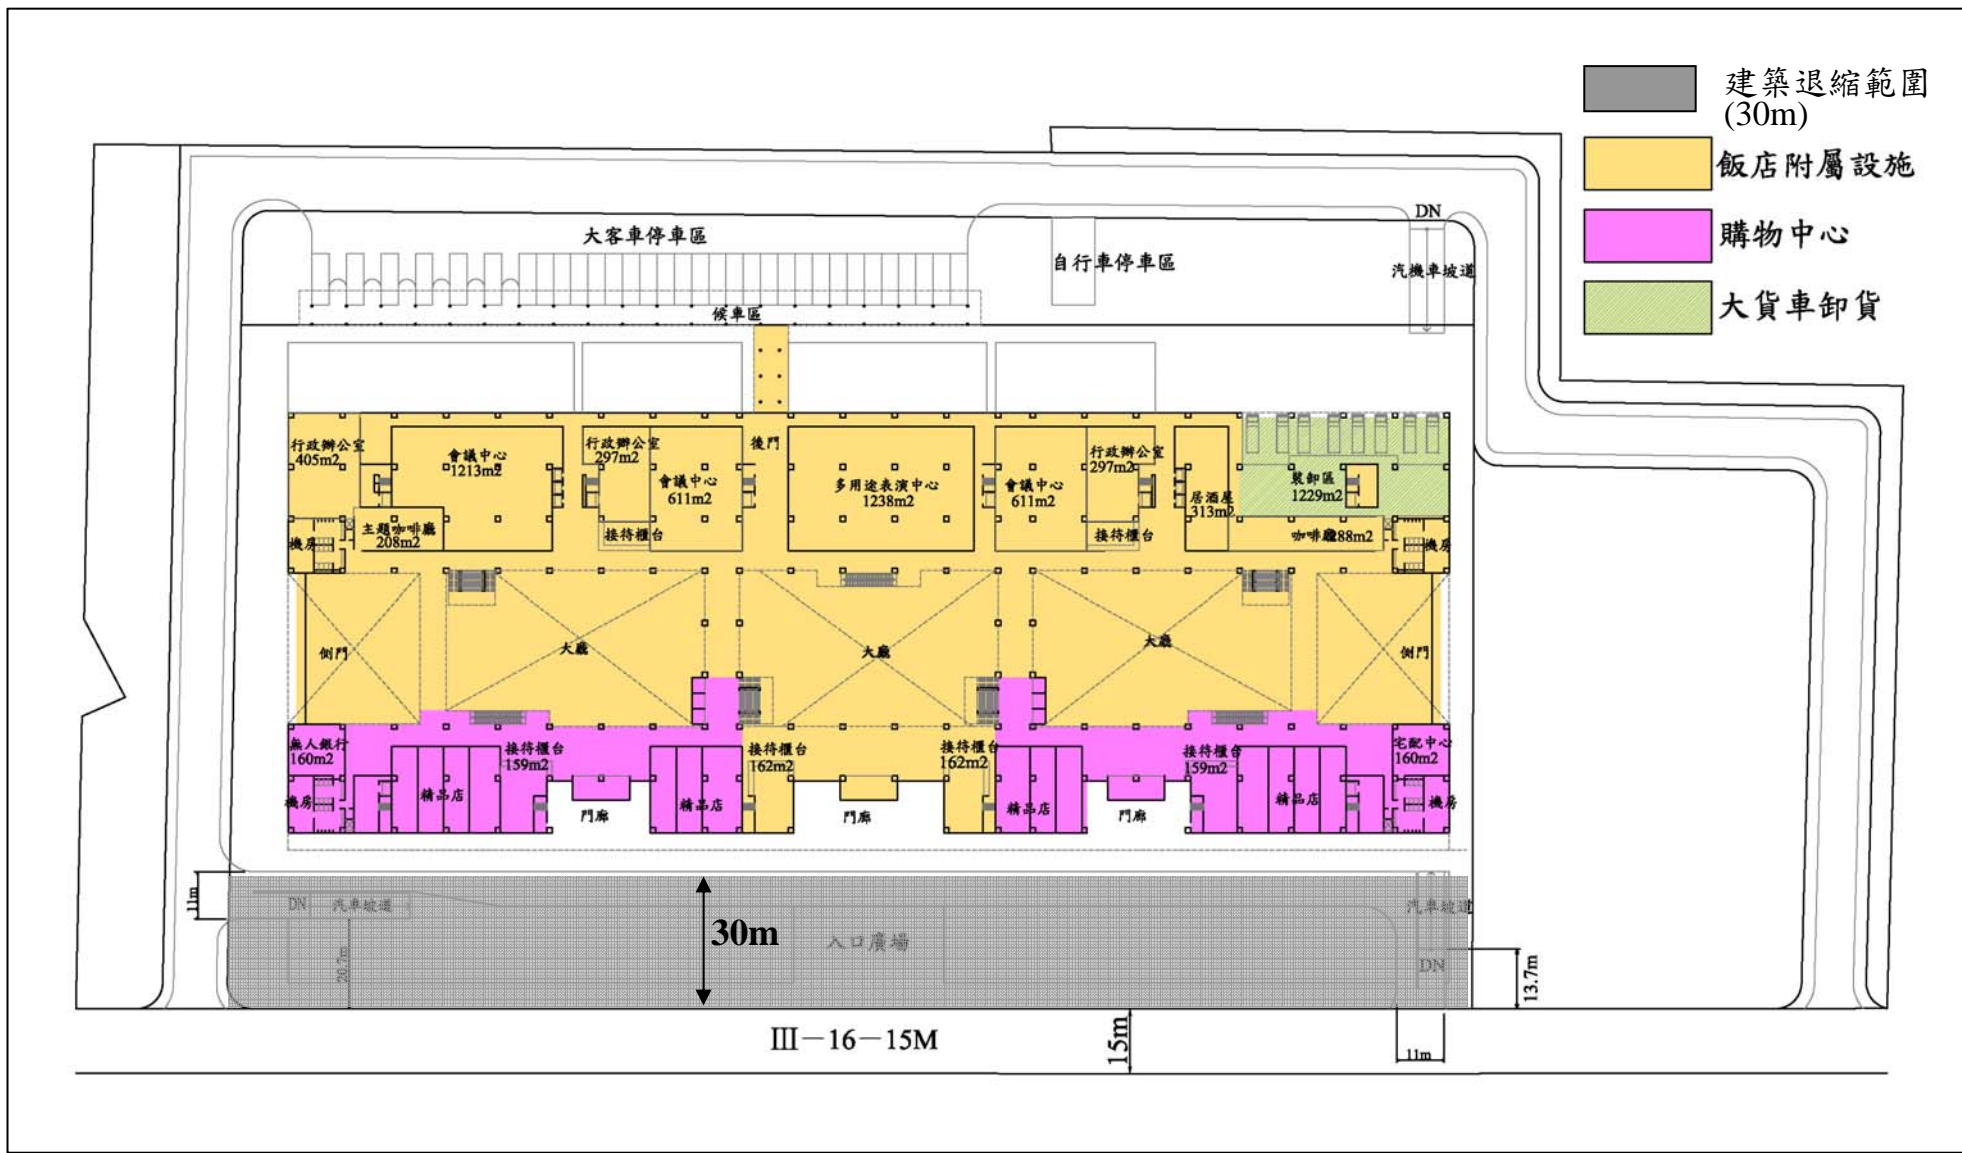 建築退縮範圍
(30m)
飯店附屬設施
購物中心
大貨車卸貨
DN
大客車停車區
自行車停車區
汽機車坡道
候車區
行政辦公室
405m2
會議中心
1213m2
行政辦公室
297m2
後門
會議中心
611m2
多用途表演中心
1238m2
會議中心
611m2
行政辦公室
297m2
居酒屋
313m2
裝卸區
1229m2
主題咖啡廳
208m2
機房
接待櫃台
接待櫃台
咖啡廳288m2
機房
側門
大廳
大廳
大廳
側門
無人銀行
160m2
接待櫃台
159m2
接待櫃台
162m2
接待櫃台
162m2
接待櫃台
159m2
宅配中心
160m2
機房
精品店
精品店
精品店
精品店
機房
門廊
門廊
門廊
11m
DN
汽車坡道
30m
入口廣場
汽車坡道
20.7m
DN
13.7m
III－16－15M
15m
11m